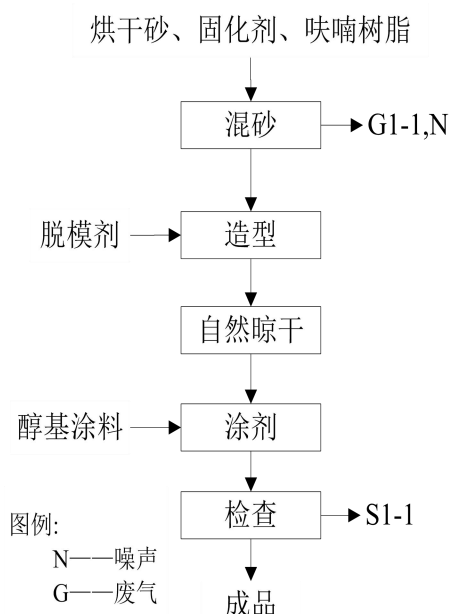 烘干砂、固化剂、呋喃树脂
混砂
G1-1,N
脱模剂
造型
自然晾干
醇基涂料
涂剂
检查
S1-1
图例:
N——噪声
G——废气
成品